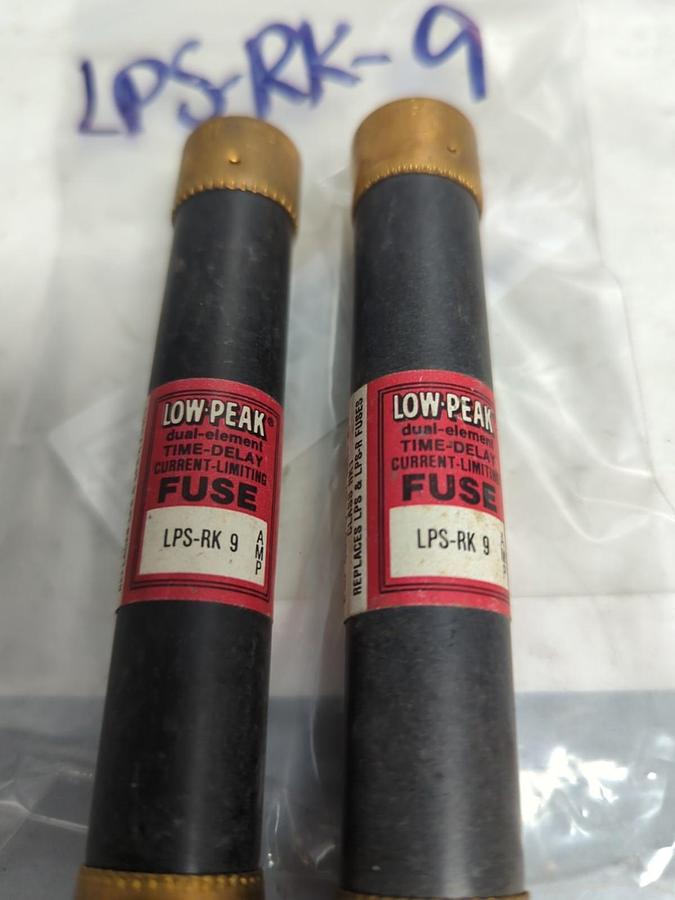 LPS-RK-9
LOW-PEAK®
dual-element
TIME-DELAY
CURRENT-LIMITING
FUSE
LPS-RK 9
AMP
REPLACES LPS & LPS-R FUSES
LOW-PEAK
dual-element
TIME-DELAY
CURRENT-LIMITING
FUSE
LPS-RK 9
AMP